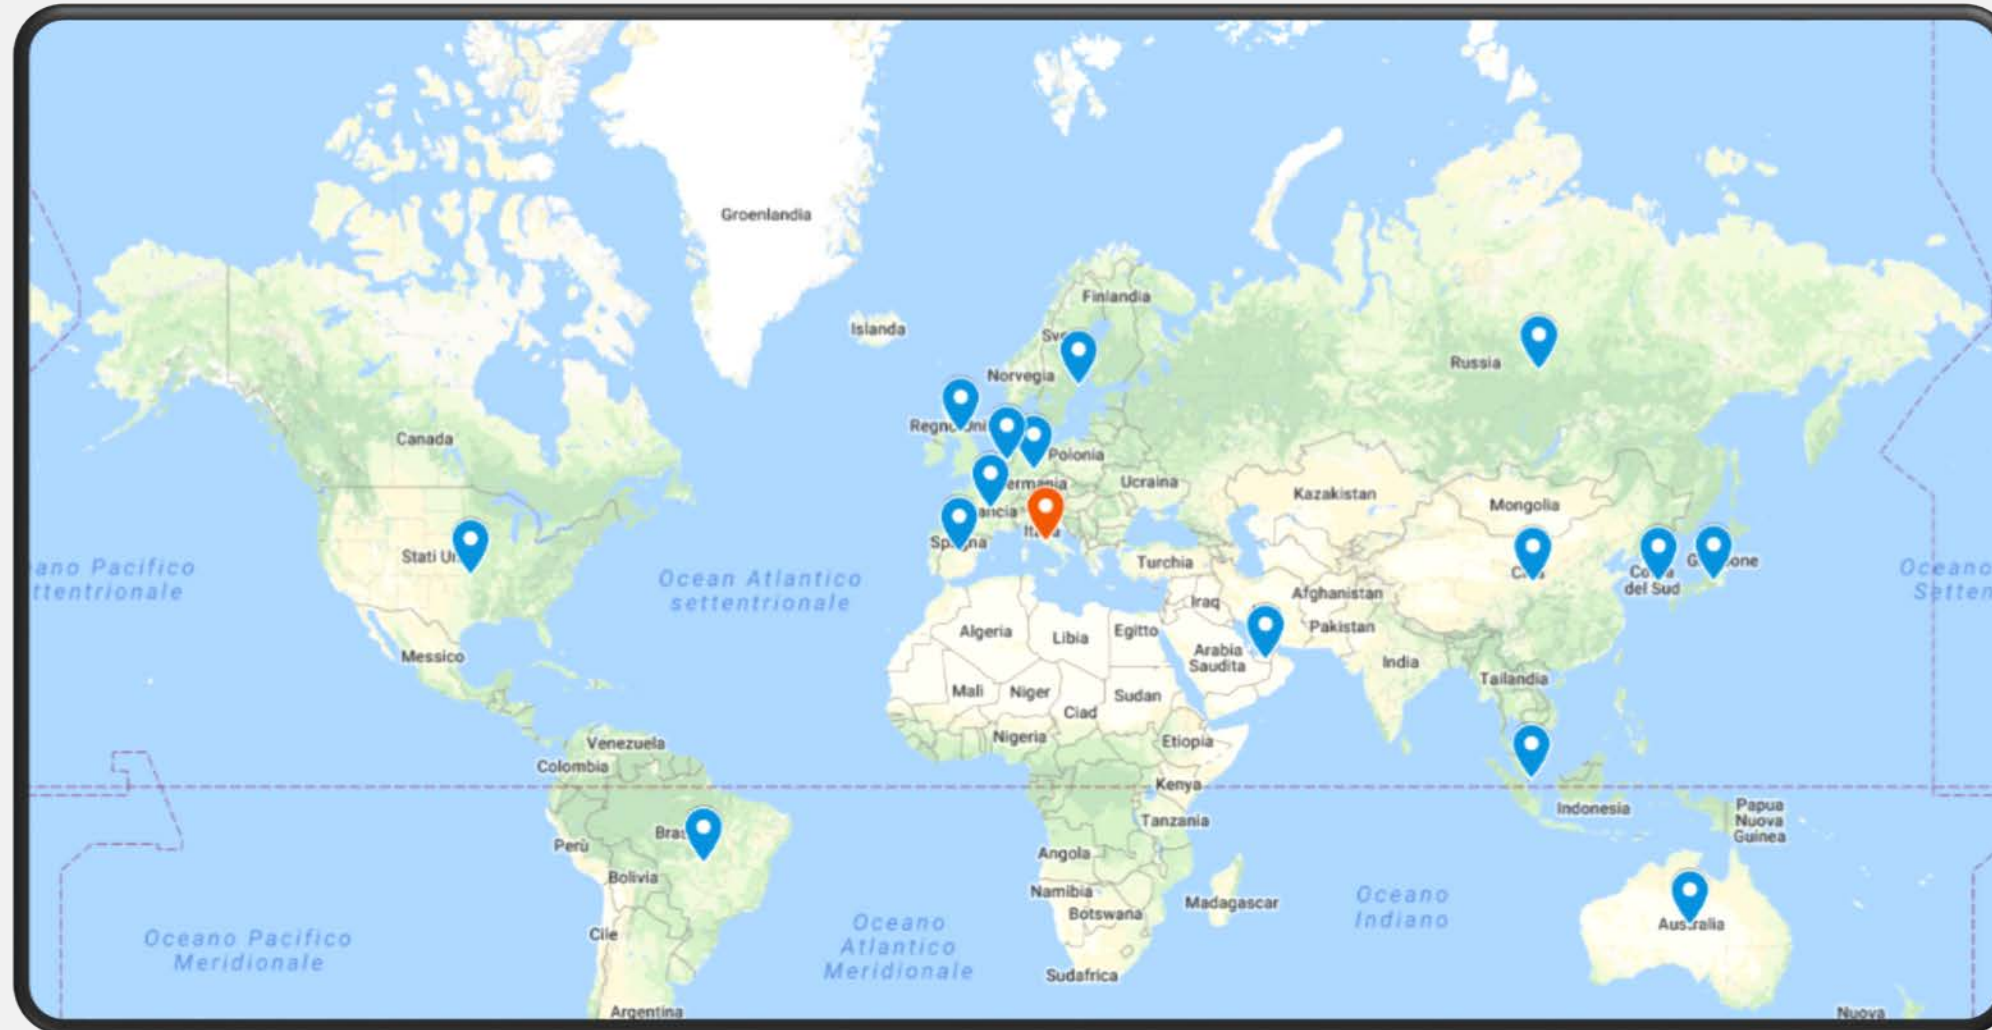 Groenlandia
Finlandia
Islanda
Norvegia
Russia
Canada
Polonia
Ucraina
Kazakistan
Mongolia
Stati
Turchia
Oceano Pacifico
Meridionale
Ocean Atlantico
settentrionale
Iraq
Afghanistan
Pakistan
del Sud
Algeria
Libia
Egitto
Arabia
Saudita
India
Messico
Tailandia
Mali
Niger
Ciad
Sudan
Nigeria
Etiopia
Venezuela
Colombia
Kenya
Indonesia
Papua
Nuova
Guinea
Tanzania
Perù
Angola
Bolivia
Namibia
Botswana
Madagascar
Oceano
Indiano
Australia
Oceano
Atlantico
Meridionale
Cile
Sudafrica
Argentina
Nuova
Oceano